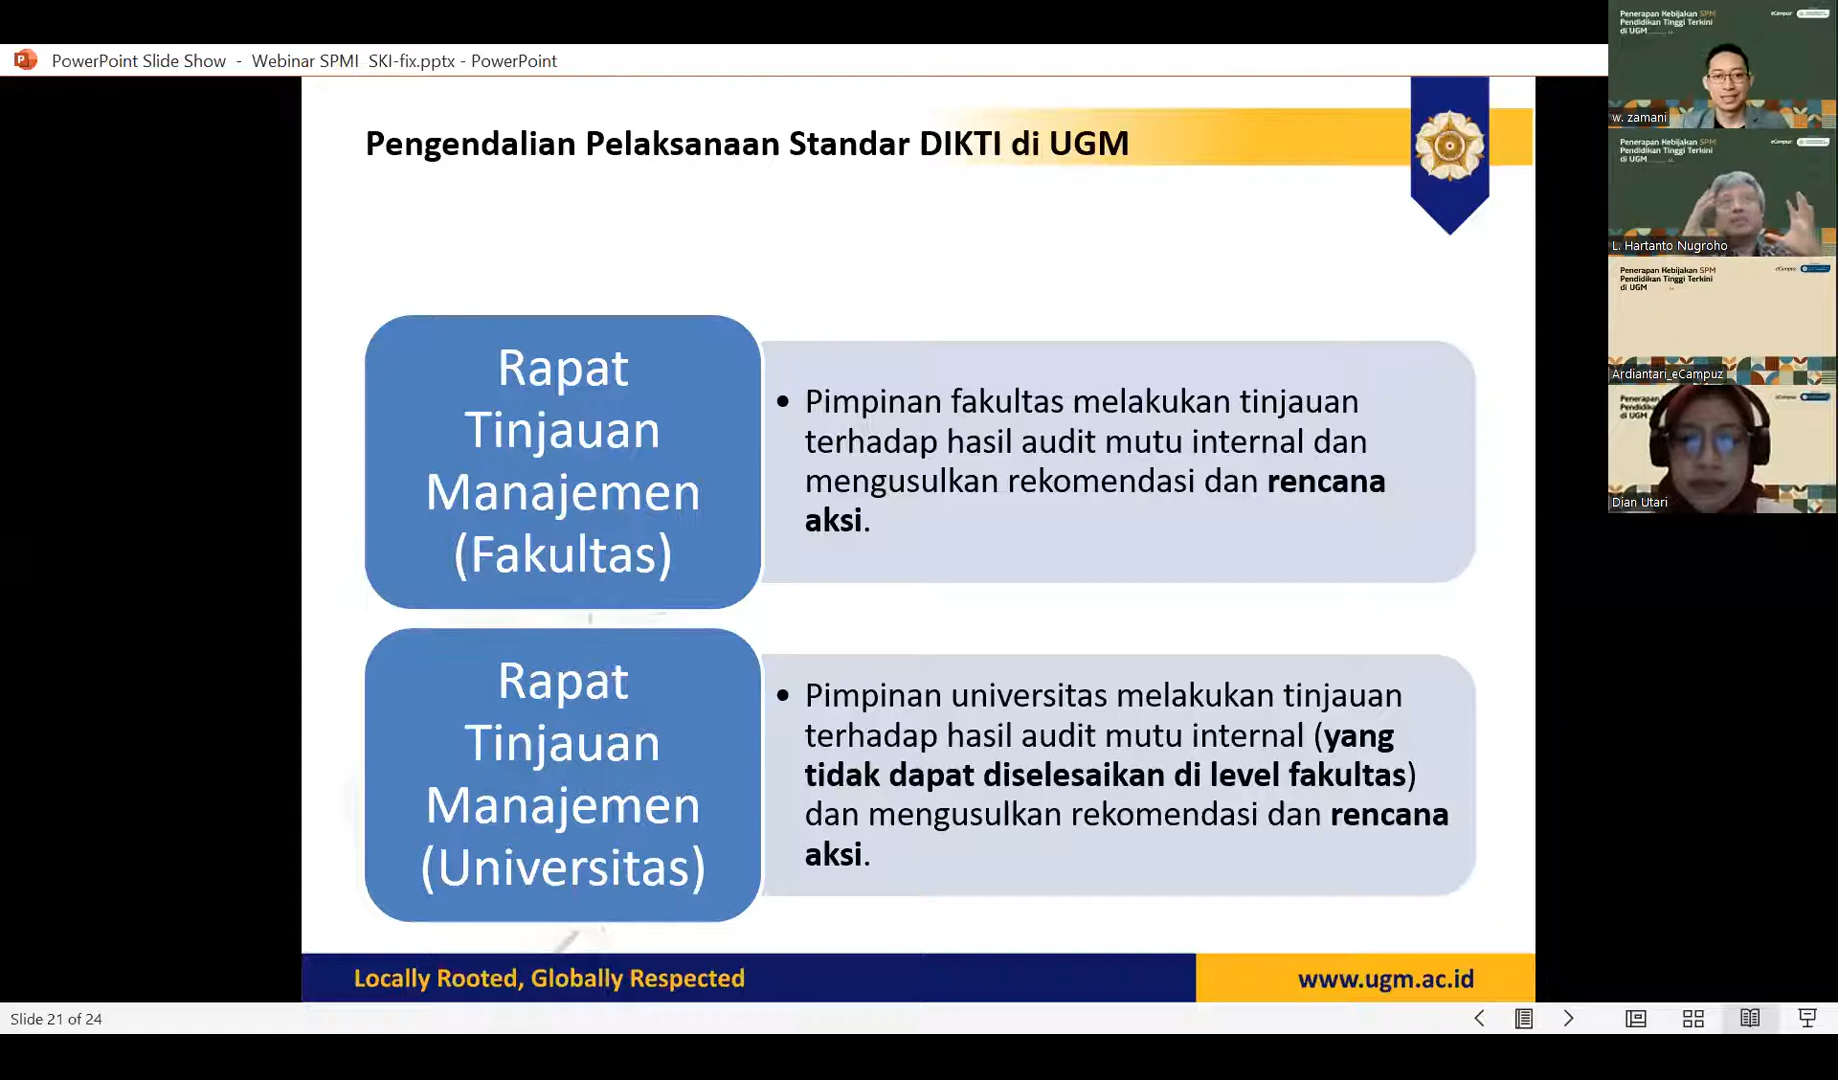 PowerPoint Slide Show - Webinar SPMI SKI-fix.pptx - PowerPoint
Pengendalian Pelaksanaan Standar DIKTI di UGM
Rapat
Tinjauan
Manajemen
(Fakultas)
• Pimpinan fakultas melakukan tinjauan
terhadap hasil audit mutu internal dan
mengusulkan rekomendasi dan rencana
aksi.
Rapat
Tinjauan
Manajemen
(Universitas)
• Pimpinan universitas melakukan tinjauan
terhadap hasil audit mutu internal (yang
tidak dapat diselesaikan di level fakultas)
dan mengusulkan rekomendasi dan rencana
aksi.
Locally Rooted, Globally Respected
www.ugm.ac.id
Slide 21 of 24
Penerapan Kebijakan SPM
Pendidikan Tinggi Terkini
di UGM
eCampuz
w. zamani
Penerapan Kebijakan SPM
Pendidikan Tinggi Terkini
di UGM
eCampuz
L. Hartanto Nugroho
Penerapan Kebijakan SPM
Pendidikan Tinggi Terkini
di UGM
eCampuz
Ardiantari_eCampuz
Penerapan
Pendidik
di UGM
eCampuz
Dian Utari